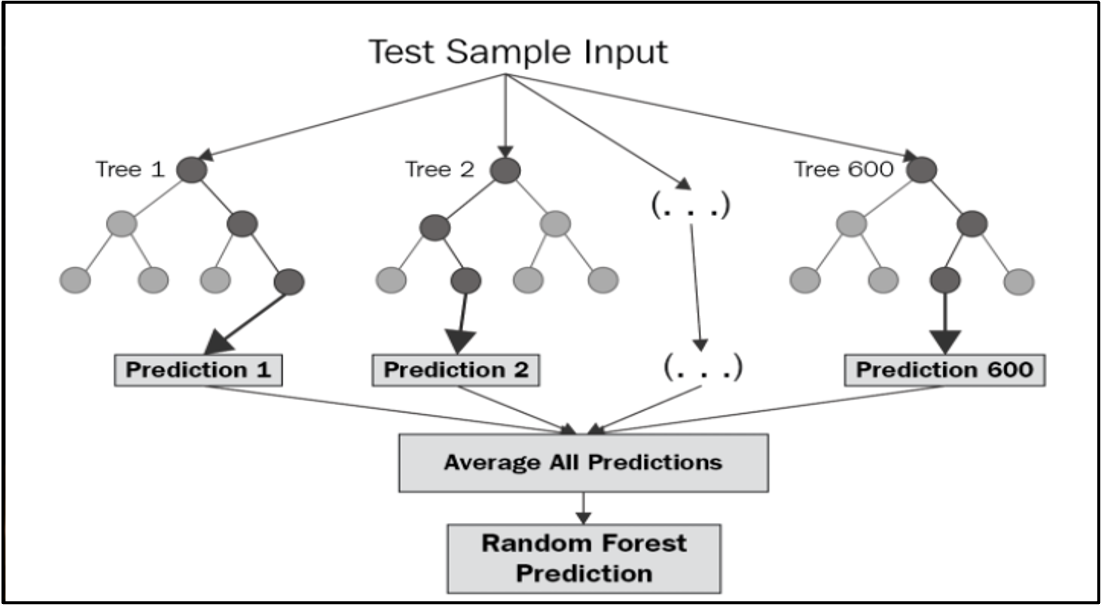 Test Sample Input
Tree 1
Tree 2
(. . .)
Tree 600
Prediction 1
Prediction 2
(. . .)
Prediction 600
Average All Predictions
Random Forest
Prediction